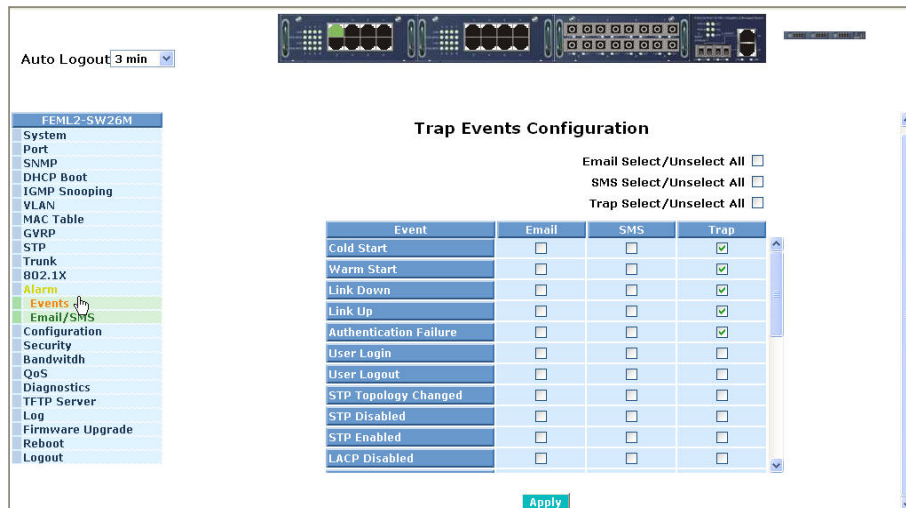 Auto Logout 3 min
FEML2-SW26M
System
Port
SNMP
DHCP Boot
IGMP Snooping
VLAN
MAC Table
GVRP
STP
Trunk
802.1X
Alarm
Events
Email/SMS
Configuration
Security
Bandwitdh
QoS
Diagnostics
TFTP Server
Log
Firmware Upgrade
Reboot
Logout
Trap Events Configuration
Email Select/Unselect All
SMS Select/Unselect All
Trap Select/Unselect All
Event Email SMS Trap
Cold Start
Warm Start
Link Down
Link Up
Authentication Failure
User Login
User Logout
STP Topology Changed
STP Disabled
STP Enabled
LACP Disabled
Apply